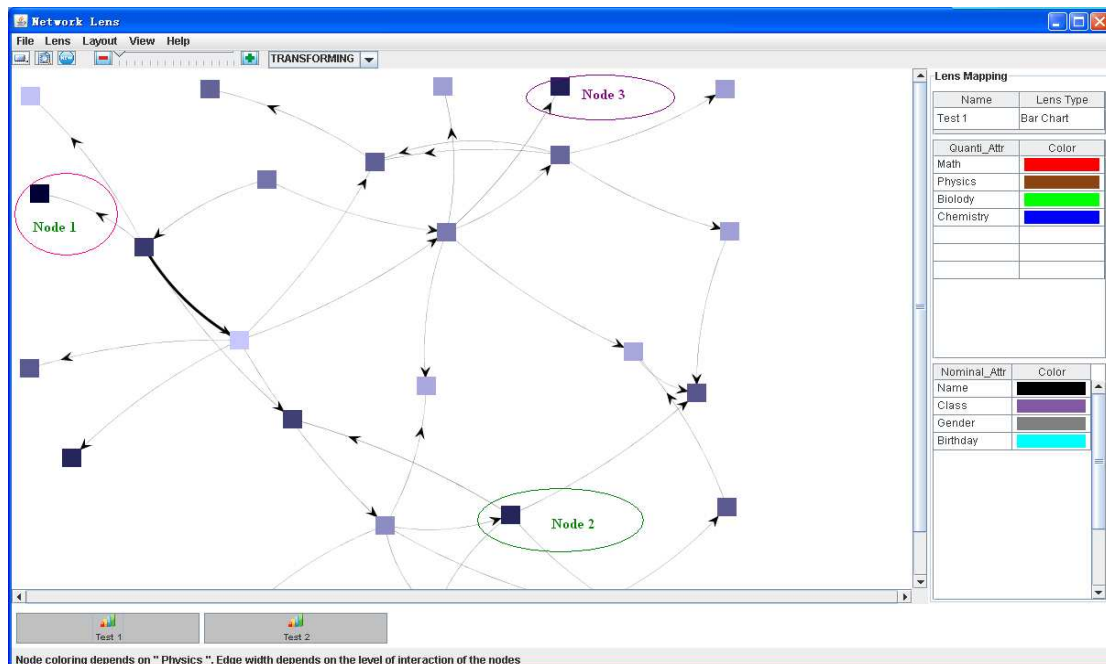 Network Lens
File Lens Layout View Help
TRANSFORMING
Node 3
Node 1
Node 2
Lens Mapping
Name Lens Type
Test 1 Bar Chart
Quanti_Attr Color
Math
Physics
Biolody
Chemistry
Nominal_Attr Color
Name
Class
Gender
Birthday
Test 1 Test 2
Node coloring depends on " Physics ". Edge width depends on the level of interaction of the nodes